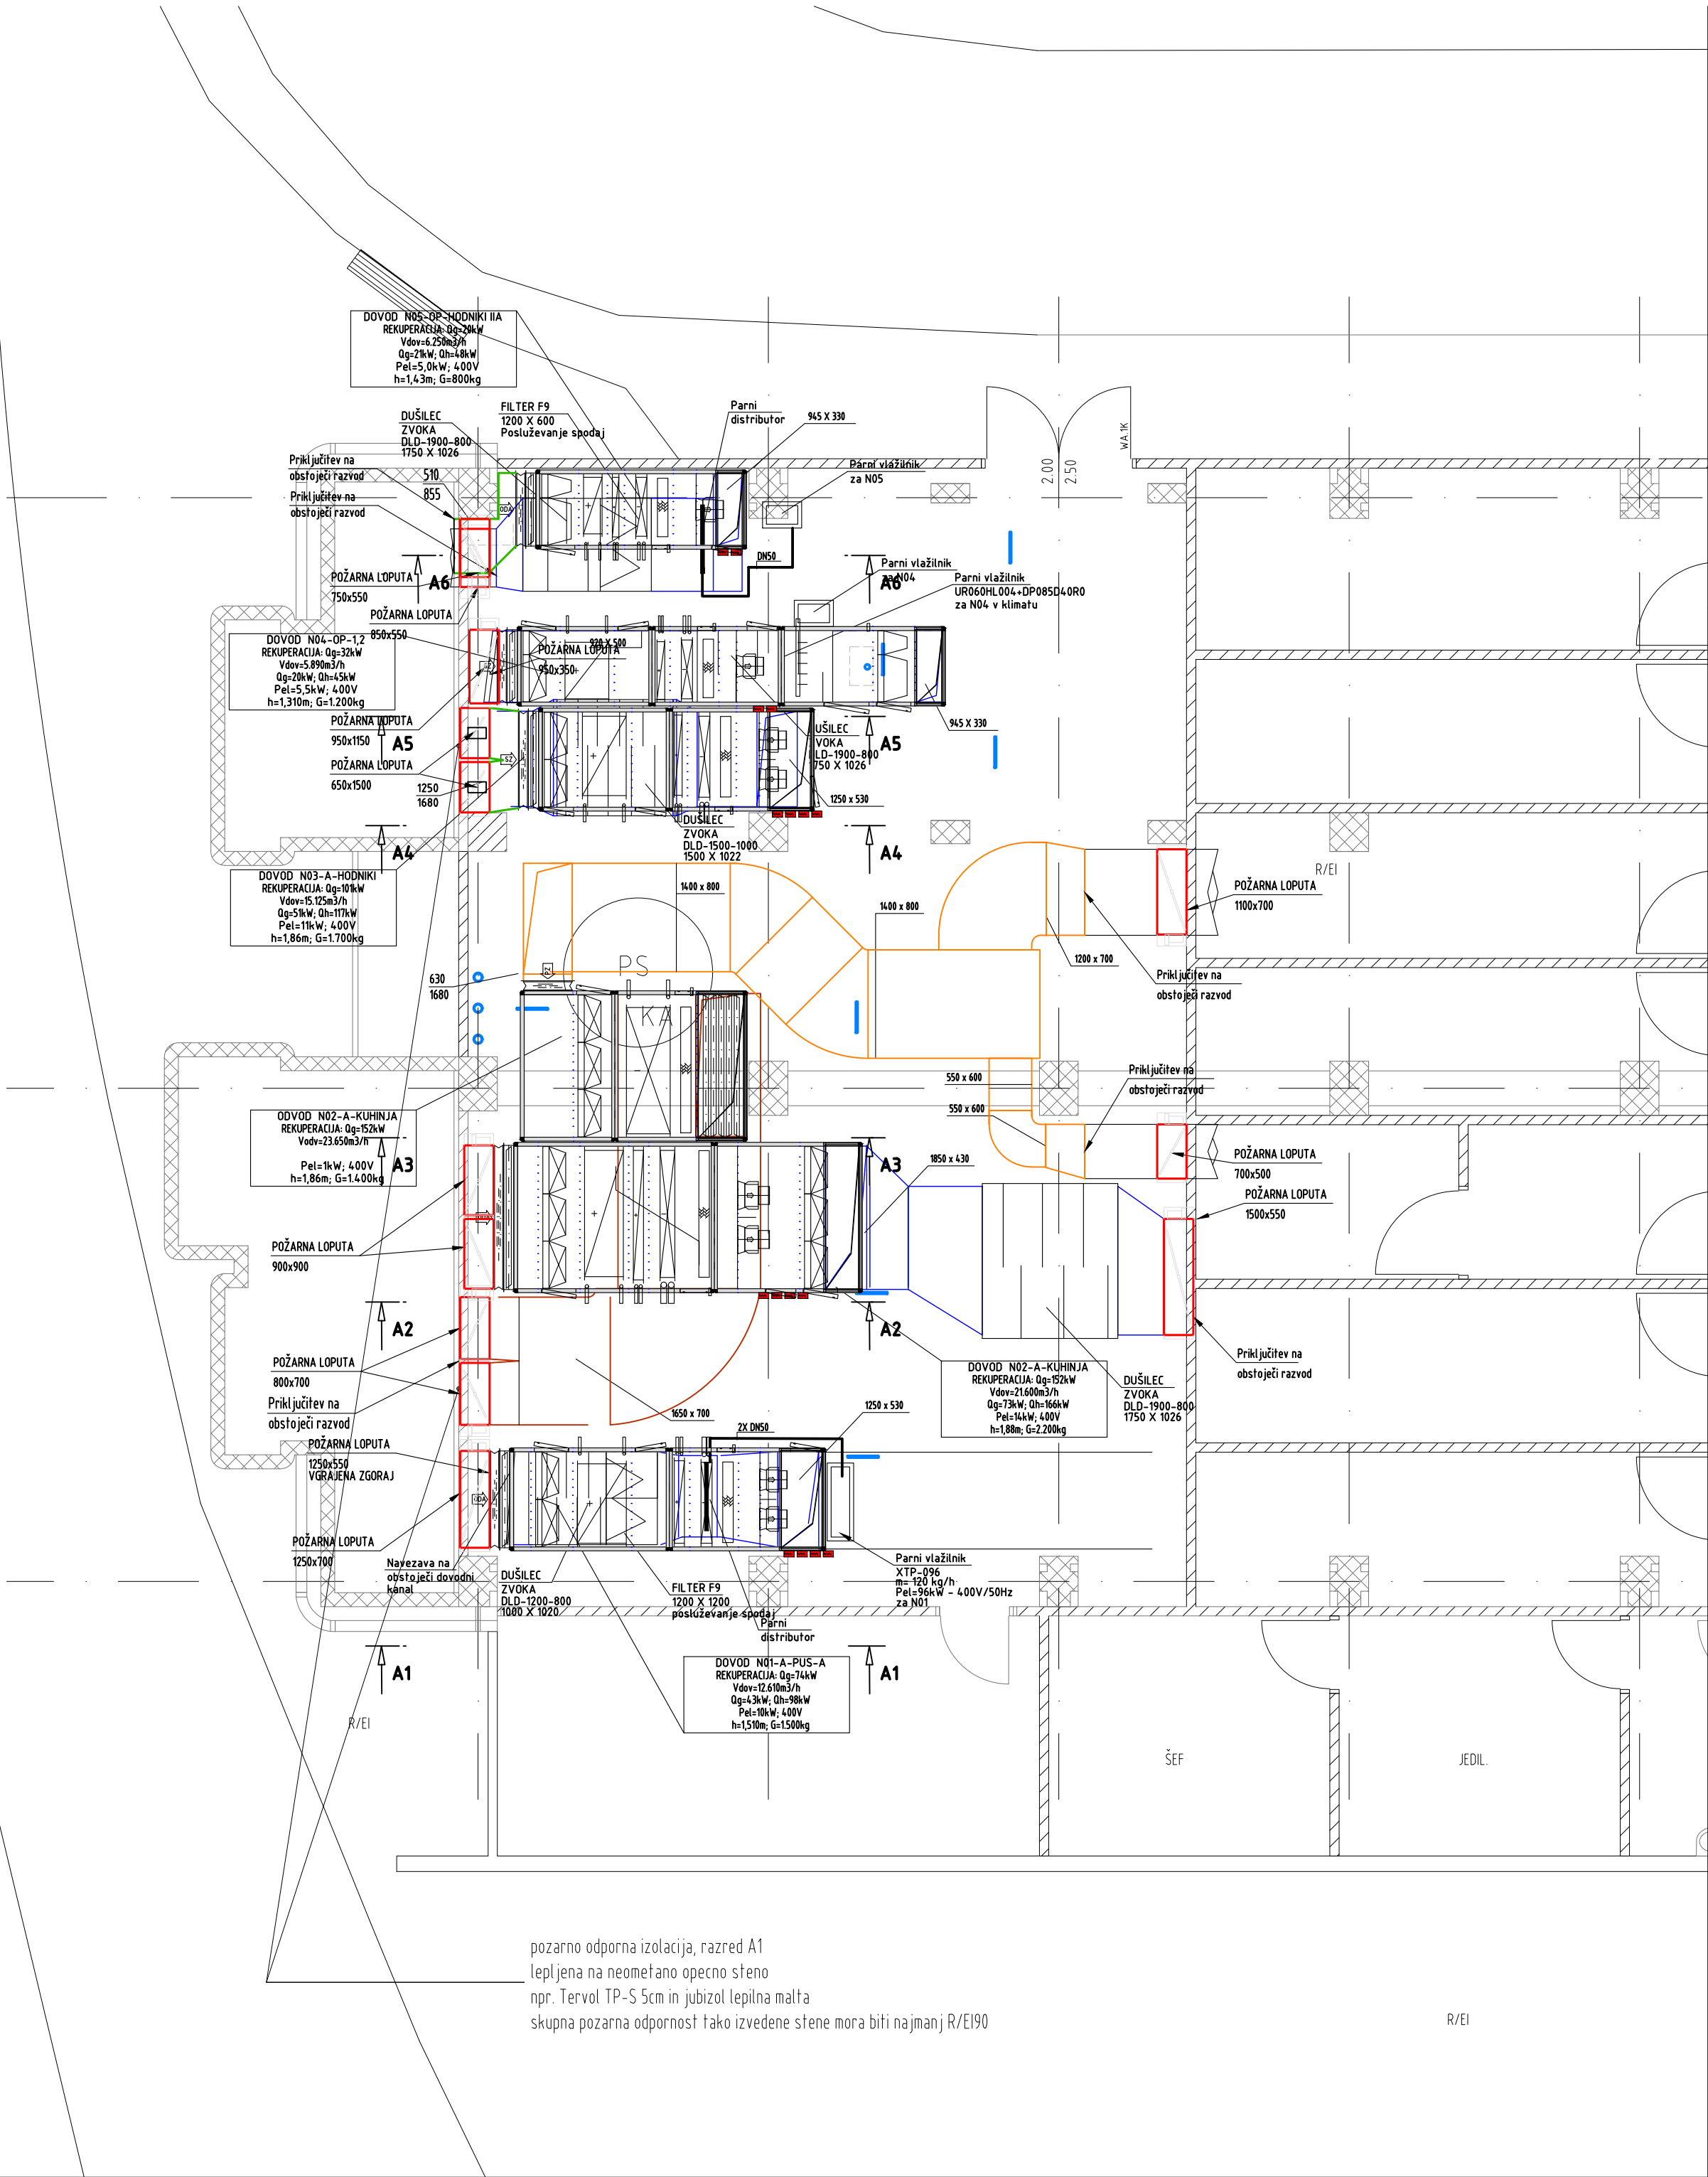 DOVOD N05-OP-HODNIKI IIA
REKUPERACIJA: Qg=20kW
Vdov=6.250m3/h
Qg=21kW; Qh=48kW
Pel=5,0kW; 400V
h=1,43m; G=800kg
DUŠILEC
ZVOKA
DLD-1900-800
1750 X 1026
FILTER F9
1200 X 600
Posluževanje spodaj
Parni
distributor
945 X 330
WA.1K
2.00
2.50
Priključitev na
obstoječi razvod
510
855
Priključitev na
obstoječi razvod
Parni vlažilnik
za N05
ODA
DN50
A6
A6
POŽARNA LOPUTA
750x550
POŽARNA LOPUTA
850x550
Parni vlažilnik
za N04
Parni vlažilnik
UR060HL004+DP085D40R0
za N04 v klimatu
DOVOD N04-OP-1,2
REKUPERACIJA: Qg=32kW
Vdov=5.890m3/h
Qg=20kW; Qh=45kW
Pel=5,5kW; 400V
h=1,310m; G=1.200kg
920 X 500
POŽARNA LOPUTA
950x350
POŽARNA LOPUTA
950x1150
A5
A5
945 X 330
UŠILEC
VOKA
LD-1900-800
750 X 1026
POŽARNA LOPUTA
650x1500
SZ
1250
1680
1250 x 530
DUŠILEC
ZVOKA
DLD-1500-1000
1500 X 1022
A4
A4
DOVOD N03-A-HODNIKI
REKUPERACIJA: Qg=101kW
Vdov=15.125m3/h
Qg=51kW; Qh=117kW
Pel=11kW; 400V
h=1,86m; G=1.700kg
1400 x 800
1400 x 800
R/EI
POŽARNA LOPUTA
1100x700
1200 x 700
Priključitev na
obstoječi razvod
PS
KA
PZ
630
1680
550 x 600
550 x 600
Priključitev na
obstoječi razvod
ODVOD N02-A-KUHINJA
REKUPERACIJA: Qg=152kW
Vodv=23.650m3/h
Pel=1kW; 400V
h=1,86m; G=1.400kg
A3
A3
1850 x 430
POŽARNA LOPUTA
700x500
POŽARNA LOPUTA
1500x550
POŽARNA LOPUTA
900x900
A2
A2
POŽARNA LOPUTA
800x700
Priključitev na
obstoječi razvod
Priključitev na
obstoječi razvod
DOVOD N02-A-KUHINJA
REKUPERACIJA: Qg=152kW
Vdov=21.600m3/h
Qg=73kW; Qh=166kW
Pel=14kW; 400V
h=1,88m; G=2.200kg
DUŠILEC
ZVOKA
DLD-1900-800
1750 X 1026
1650 x 700
1250 x 530
2X DN50
POŽARNA LOPUTA
1250x550
VGRAJENA ZGORAJ
ODA
POŽARNA LOPUTA
1250x700
Navezava na
obstoječi dovodni
kanal
DUŠILEC
ZVOKA
DLD-1200-800
1000 X 1020
FILTER F9
1200 X 1200
posluževanje spodaj
Parni
distributor
Parni vlažilnik
XTP-096
m= 120 kg/h
Pel=96kW - 400V/50Hz
za N01
A1
A1
DOVOD N01-A-PUS-A
REKUPERACIJA: Qg=74kW
Vdov=12.610m3/h
Qg=43kW; Qh=98kW
Pel=10kW; 400V
h=1,510m; G=1.500kg
R/EI
ŠEF
JEDIL.
pozarno odporna izolacija, razred A1
lepljena na neometano opecno steno
npr. Tervol TP-S 5cm in jubizol lepilna malta
skupna pozarna odpornost tako izvedene stene mora biti najmanj R/EI90
R/EI